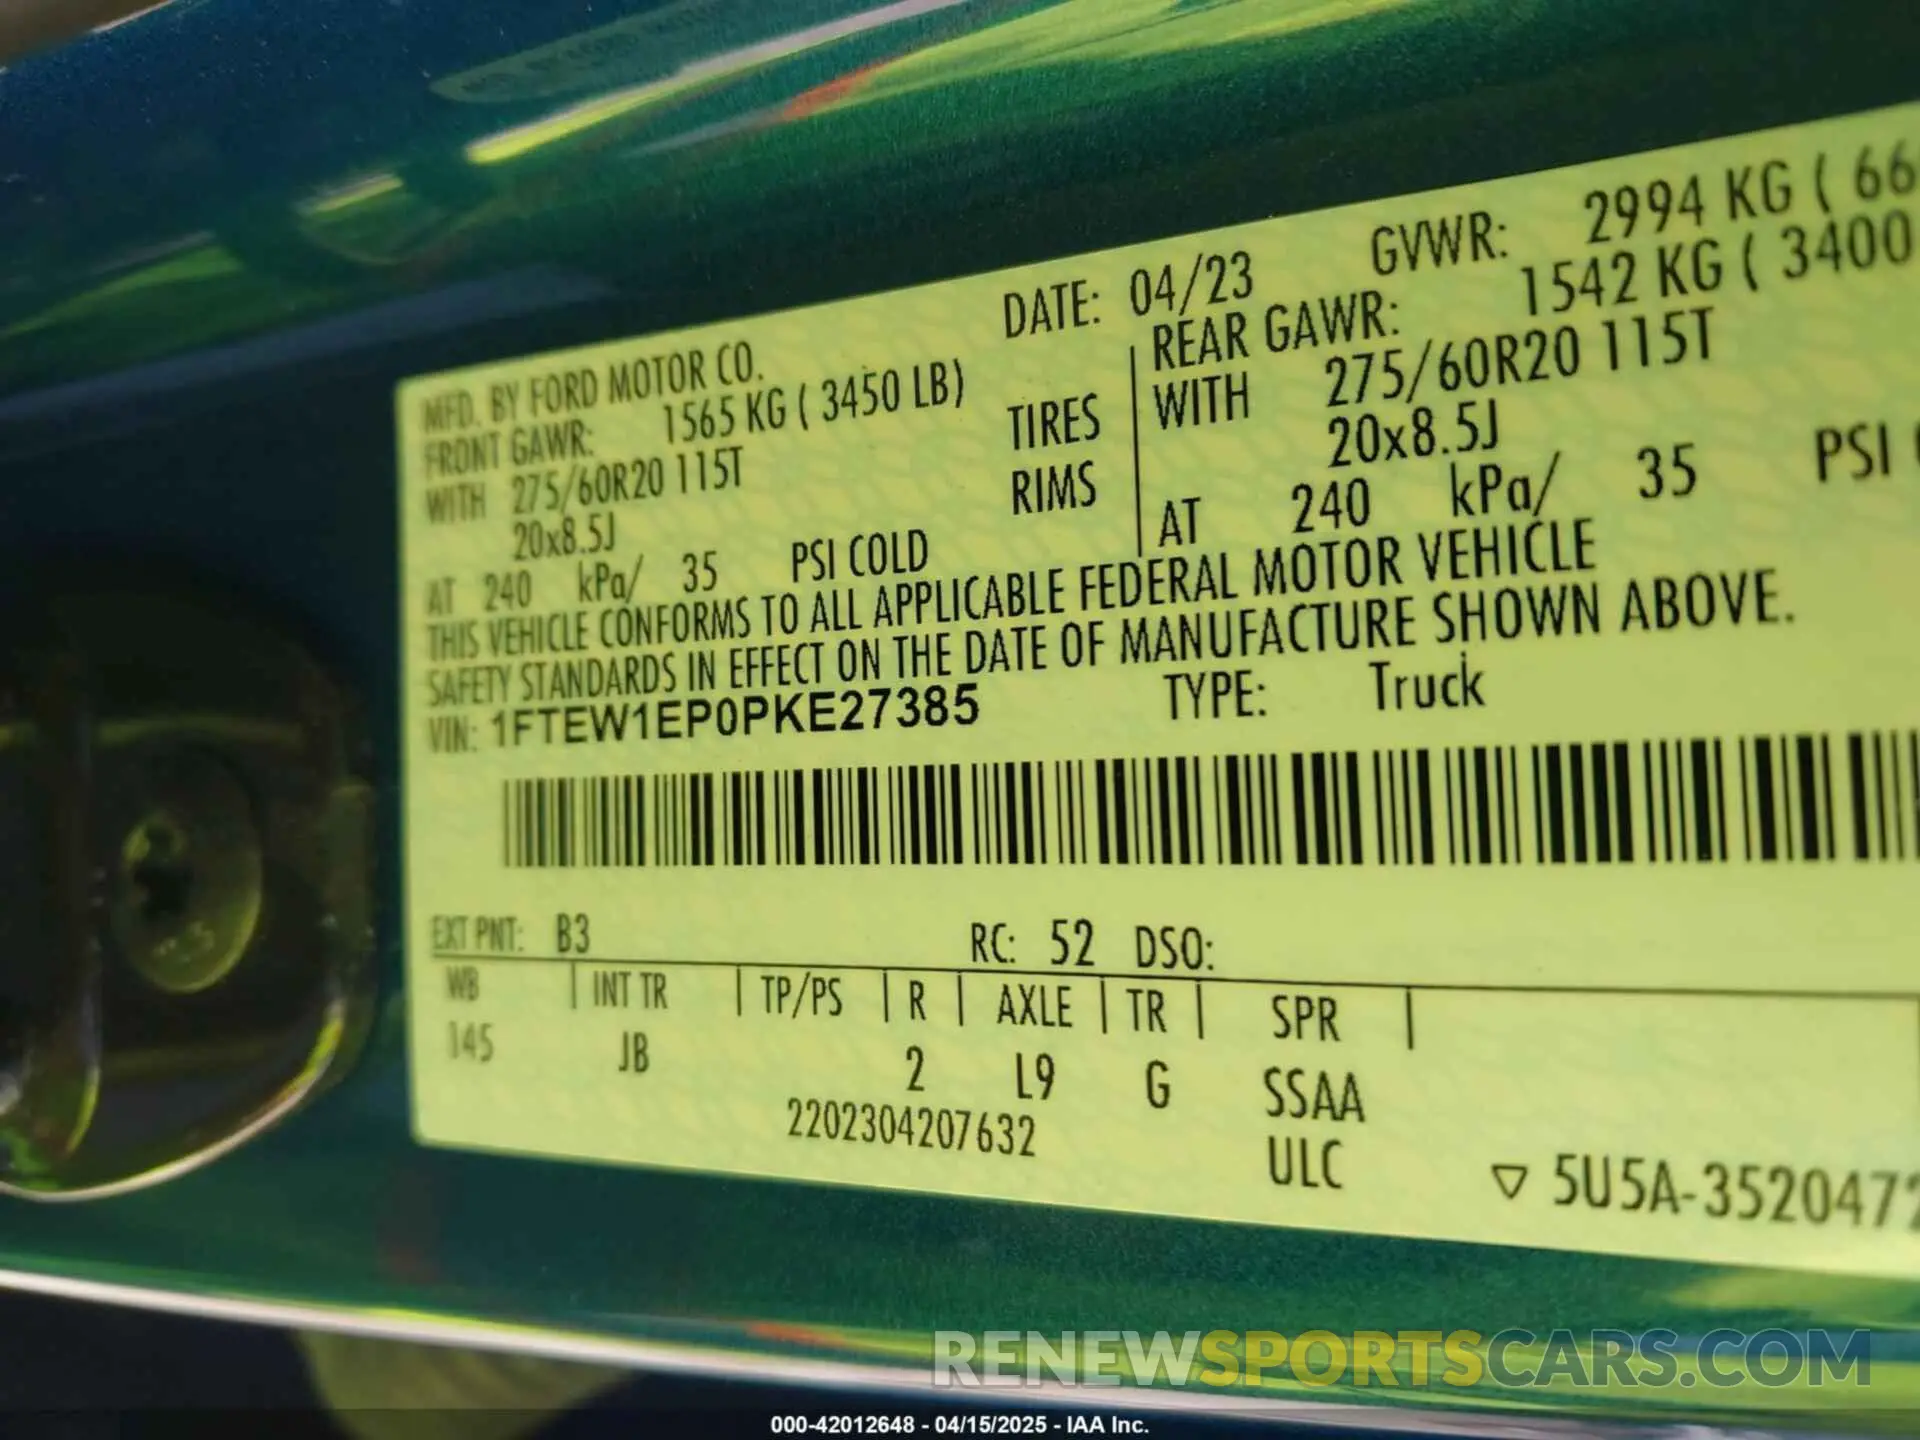 MFD. BY FORD MOTOR CO. DATE: 04/23 GVWR: 2994 KG ( 66
FRONT GAWR: 1565 KG ( 3450 LB) REAR GAWR: 1542 KG ( 3400
WITH 275/60R20 115T TIRES WITH 275/60R20 115T
20x8.5J RIMS 20x8.5J
AT 240 kPa/ 35 PSI COLD AT 240 kPa/ 35 PSI
THIS VEHICLE CONFORMS TO ALL APPLICABLE FEDERAL MOTOR VEHICLE
SAFETY STANDARDS IN EFFECT ON THE DATE OF MANUFACTURE SHOWN ABOVE.
VIN: 1FTEW1EP0PKE27385 TYPE: Truck
EXT PNT: B3 RC: 52 DSO:
WB | INT TR | TP/PS | R | AXLE | TR | SPR |
145 JB 2 L9 G SSAA
2202304207632 ULC ▽ 5U5A-3520472
RENEWSPORTSCARS.COM
000-42012648 - 04/15/2025 - IAA Inc.